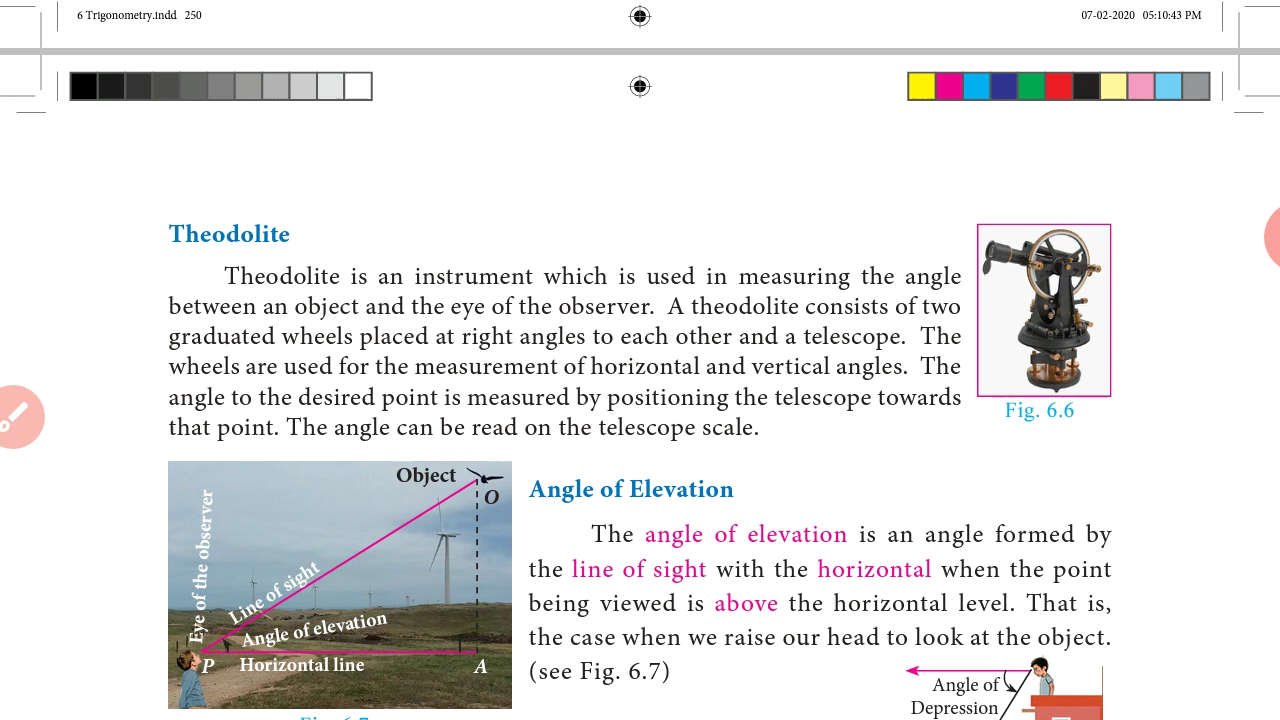 6 Trigonometry.indd 250
07-02-2020 05:10:43 PM
Theodolite
Theodolite is an instrument which is used in measuring the angle
between an object and the eye of the observer. A theodolite consists of two
graduated wheels placed at right angles to each other and a telescope. The
wheels are used for the measurement of horizontal and vertical angles. The
angle to the desired point is measured by positioning the telescope towards
that point. The angle can be read on the telescope scale.
Fig. 6.6
Object
O
Eye of the observer
Line of sight
Angle of elevation
P
Horizontal line
A
Angle of Elevation
The angle of elevation is an angle formed by
the line of sight with the horizontal when the point
being viewed is above the horizontal level. That is,
the case when we raise our head to look at the object.
(see Fig. 6.7)
Angle of
Depression